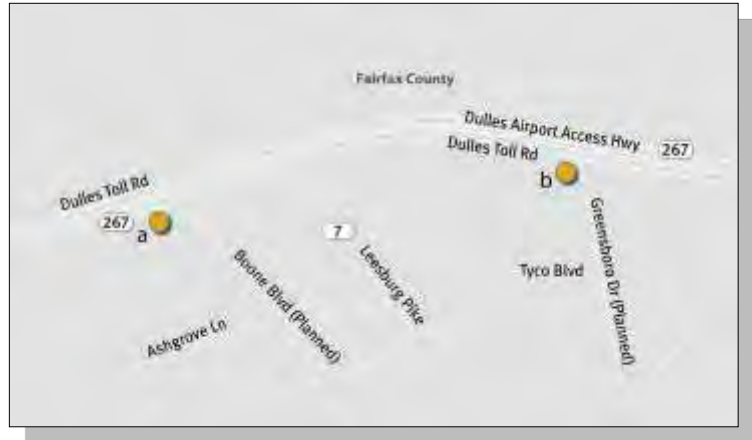 Fairfax County
Dulles Airport Access Hwy
267
Dulles Toll Rd
b
Dulles Toll Rd
267
a
7
Leesburg Pike
Boone Blvd (Planned)
Greensboro Dr (Planned)
Tyco Blvd
Ashgrove Ln